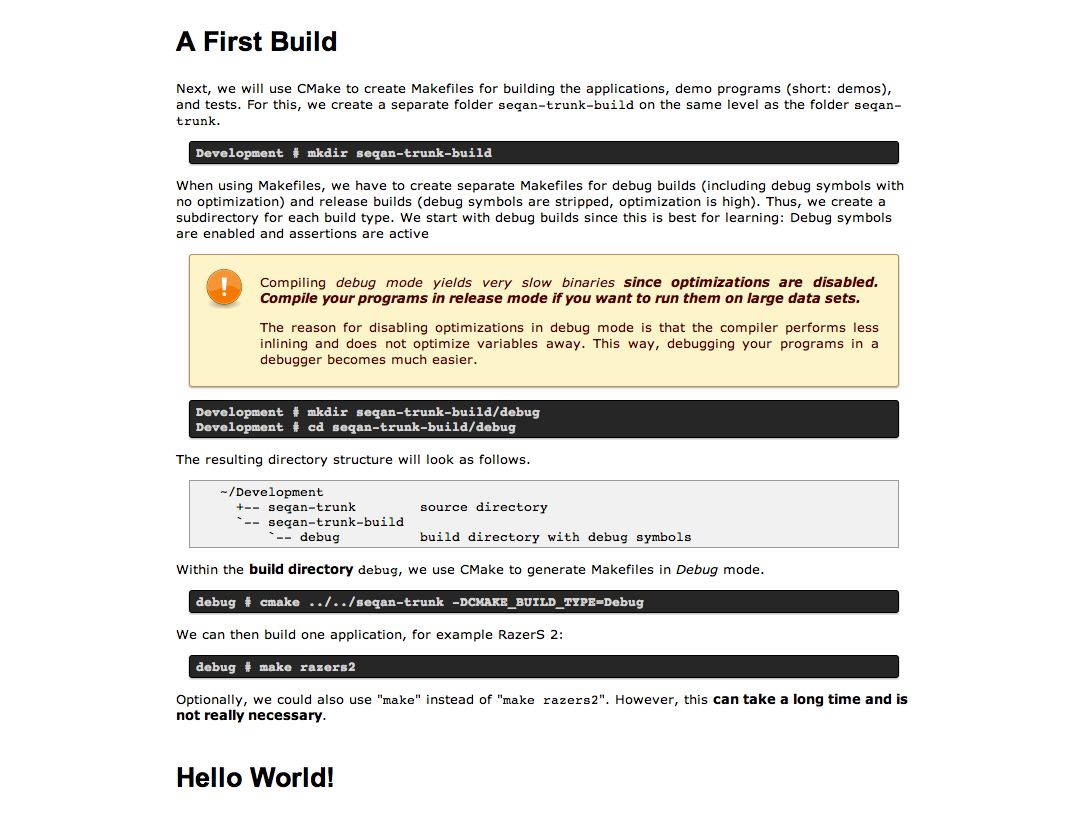 A First Build
Next, we will use CMake to create Makefiles for building the applications, demo programs (short: demos),
and tests. For this, we create a separate folder seqan-trunk-build on the same level as the folder seqan-
trunk.
Development # mkdir seqan-trunk-build
When using Makefiles, we have to create separate Makefiles for debug builds (including debug symbols with
no optimization) and release builds (debug symbols are stripped, optimization is high). Thus, we create a
subdirectory for each build type. We start with debug builds since this is best for learning: Debug symbols
are enabled and assertions are active
!
Compiling debug mode yields very slow binaries since optimizations are disabled.
Compile your programs in release mode if you want to run them on large data sets.
The reason for disabling optimizations in debug mode is that the compiler performs less
inlining and does not optimize variables away. This way, debugging your programs in a
debugger becomes much easier.
Development # mkdir seqan-trunk-build/debug
Development # cd seqan-trunk-build/debug
The resulting directory structure will look as follows.
~/Development
+-- seqan-trunk source directory
`-- seqan-trunk-build
`-- debug build directory with debug symbols
Within the build directory debug, we use CMake to generate Makefiles in Debug mode.
debug # cmake ../../seqan-trunk -DCMAKE_BUILD_TYPE=Debug
We can then build one application, for example RazerS 2:
debug # make razers2
Optionally, we could also use "make" instead of "make razers2". However, this can take a long time and is
not really necessary.
Hello World!